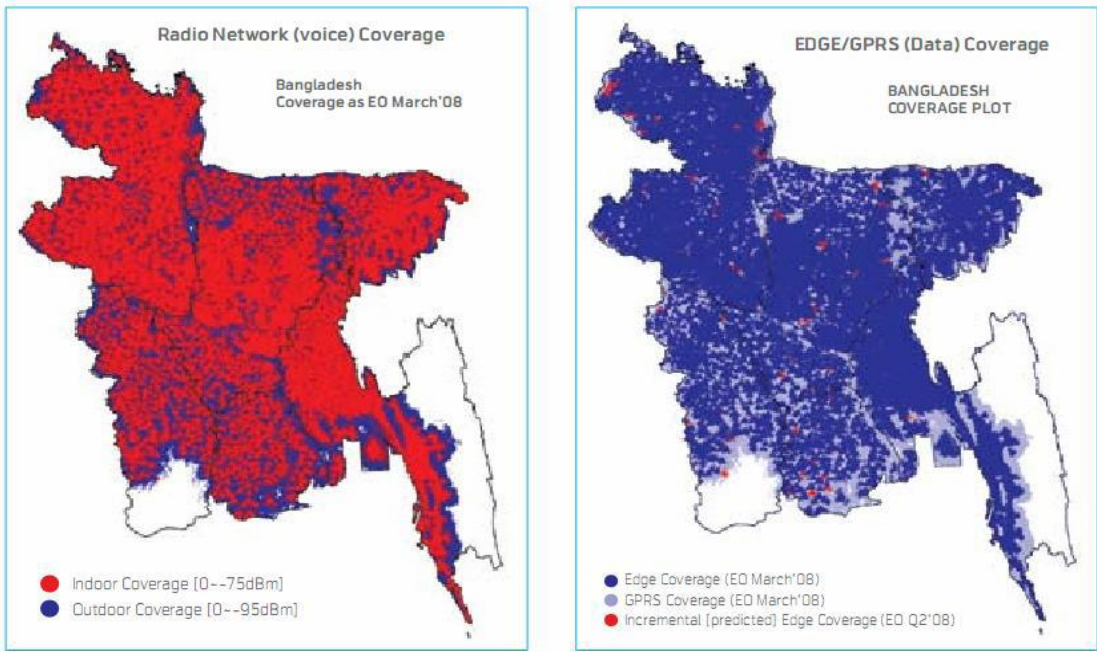 Radio Network (voice) Coverage
Bangladesh
Coverage as EO March'08
Indoor Coverage [0--75dBm]
Outdoor Coverage [0--95dBm]
EDGE/GPRS (Data) Coverage
BANGLADESH
COVERAGE PLOT
Edge Coverage (EO March'08)
GPRS Coverage (EO March'08)
Incremental [predicted] Edge Coverage (EO Q2'08)